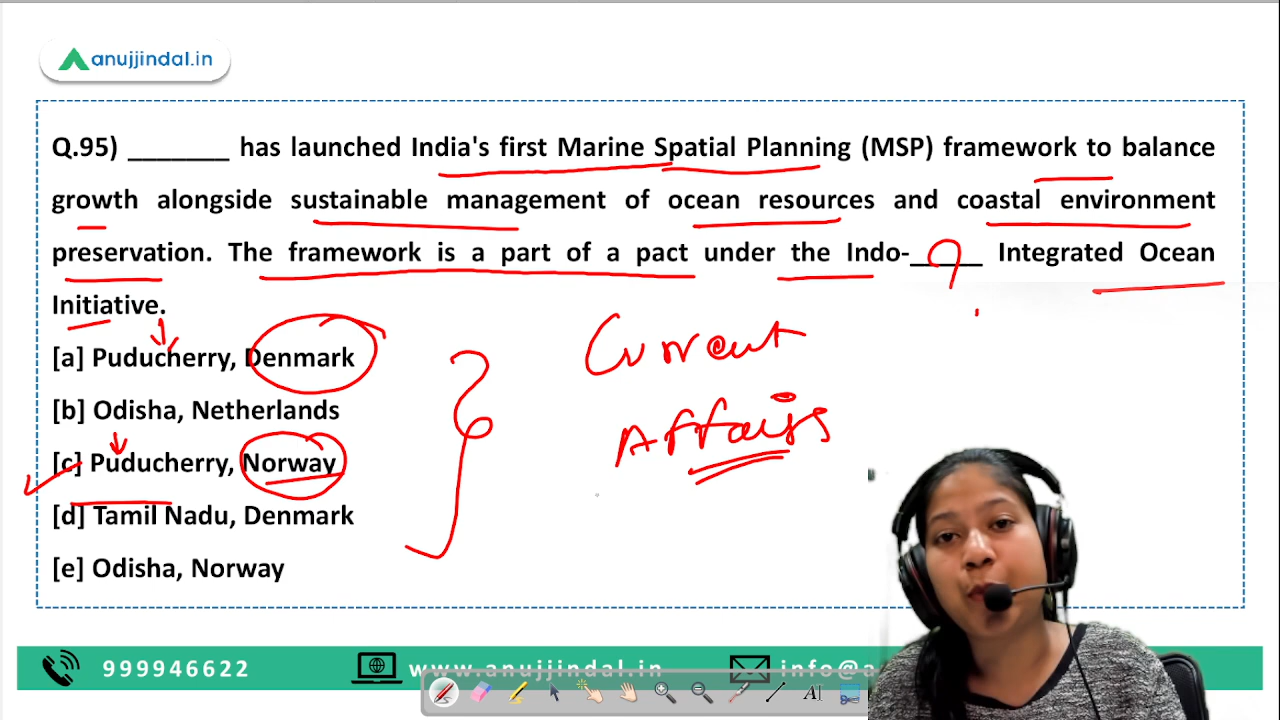 anujjindal.in
Q.95) _______ has launched India's first Marine Spatial Planning (MSP) framework to balance
growth alongside sustainable management of ocean resources and coastal environment
preservation. The framework is a part of a pact under the Indo-_____ Integrated Ocean
Initiative.
?
[a] Puducherry, Denmark
[b] Odisha, Netherlands
[c] Puducherry, Norway
[d] Tamil Nadu, Denmark
[e] Odisha, Norway
Current
Affairs
999946622
www.anujjindal.in
info@a
A